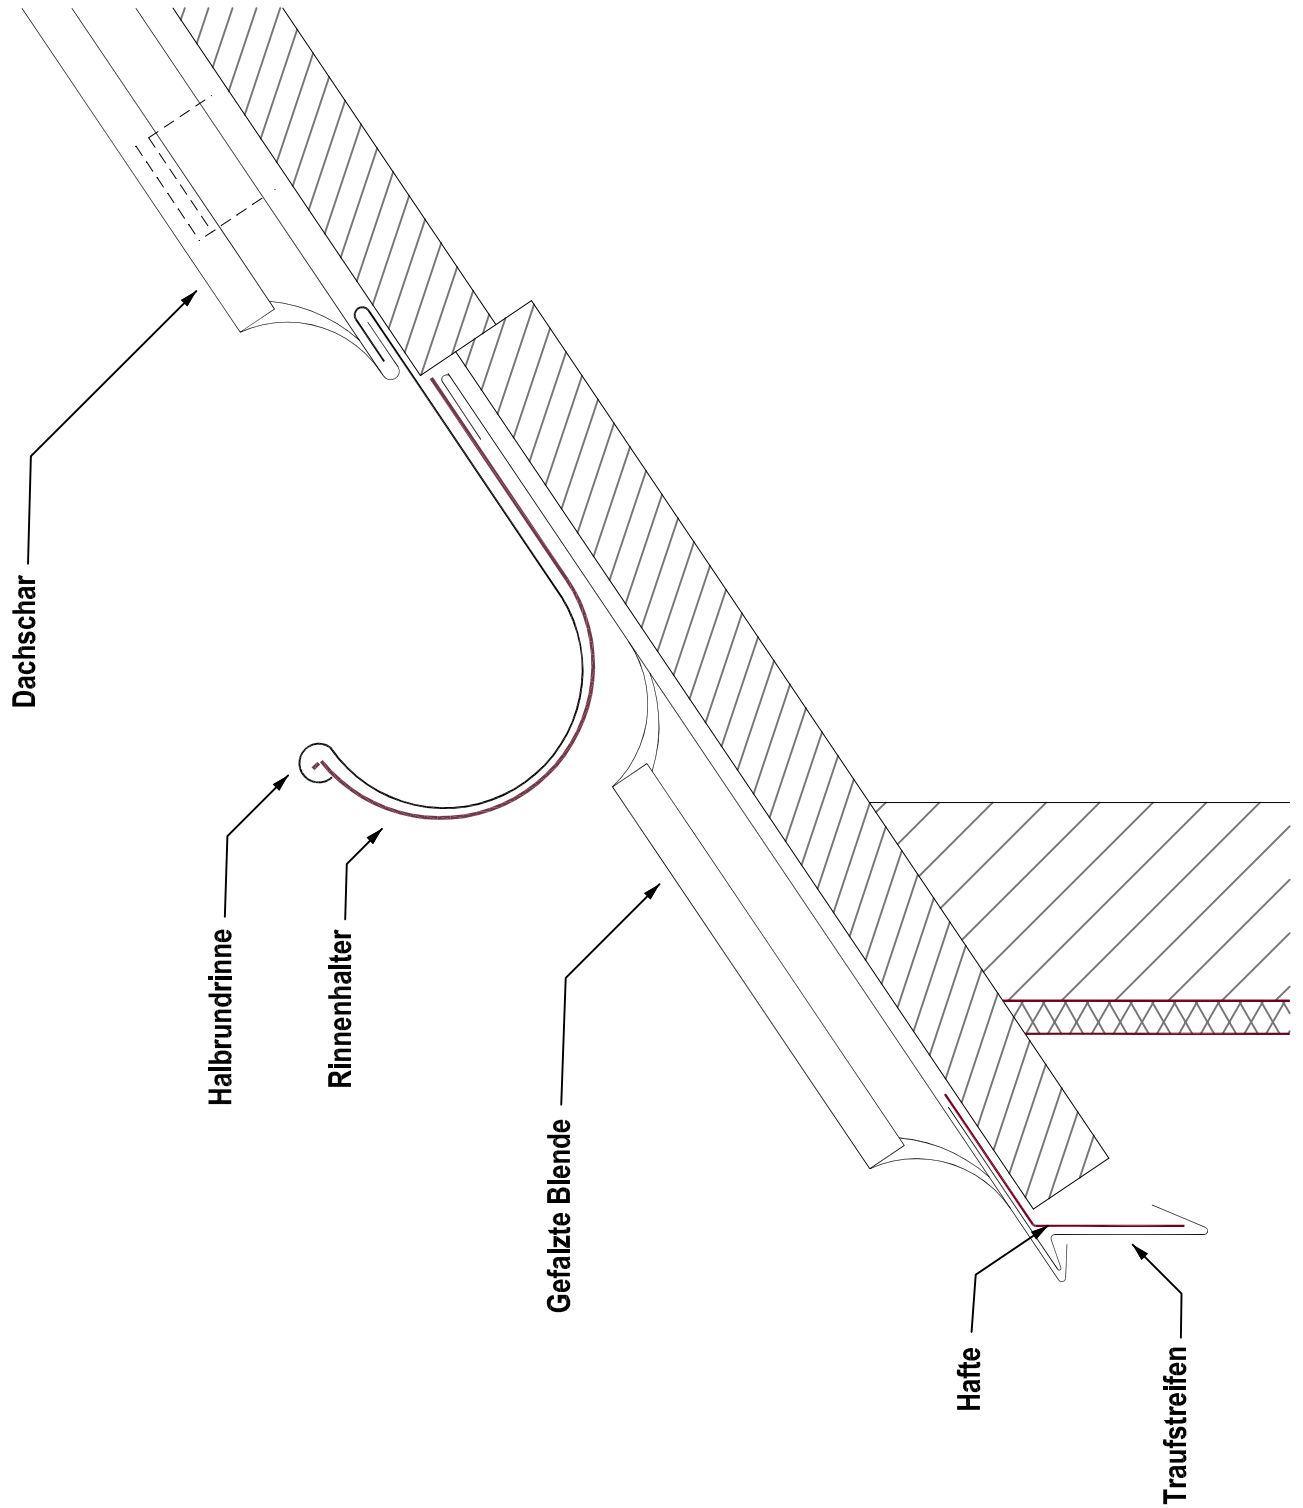 Dachschar
Halbrundrinne
Rinnenhalter
Gefalzte Blende
Hafte
Traufstreifen